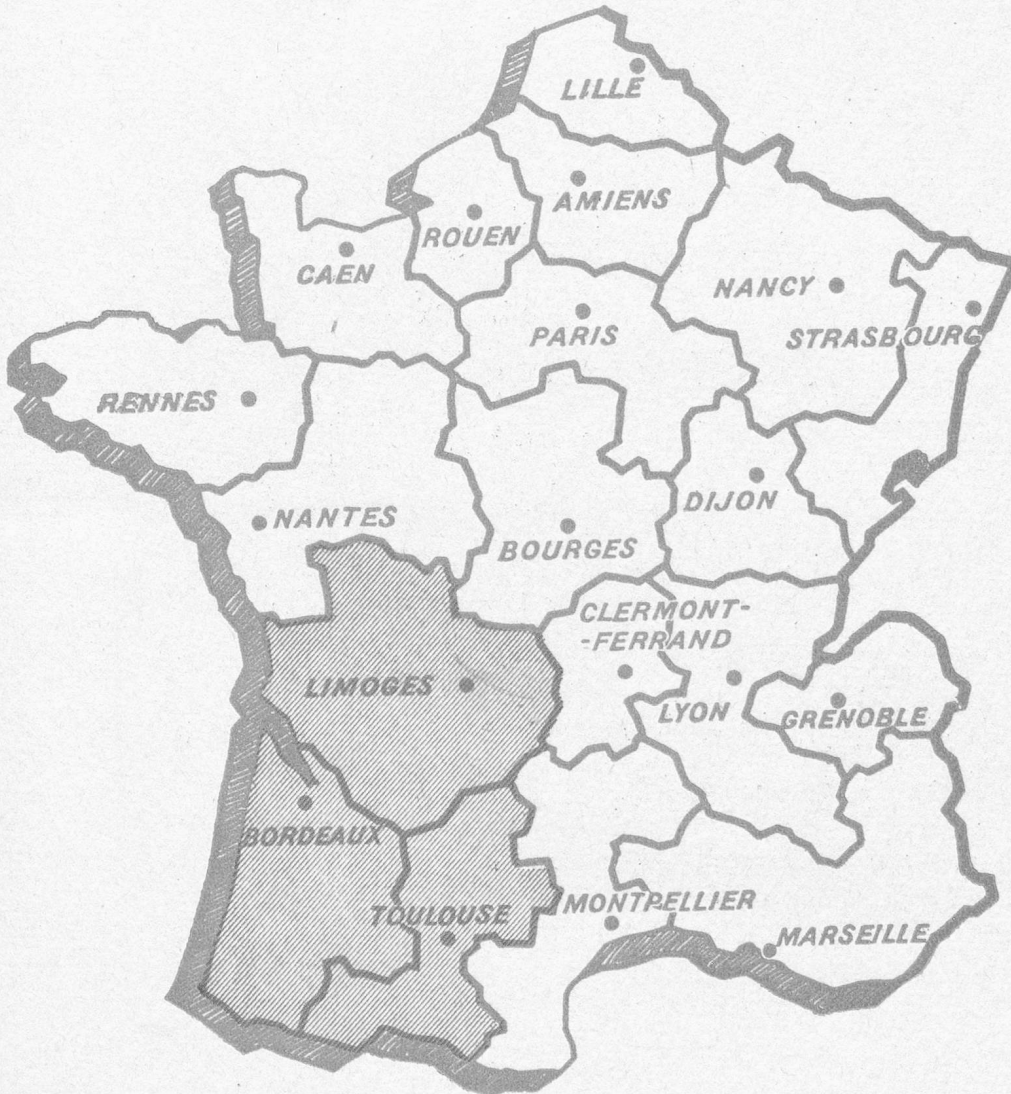 LILLE
AMIENS
ROUEN
CAEN
NANCY
PARIS
STRASBOURG
RENNES
DIJON
NANTES
BOURGES
CLERMONT-
-FERRAND
LIMOGES
LYON
GRENOBLE
BORDEAUX
TOULOUSE
MONTPELLIER
MARSEILLE